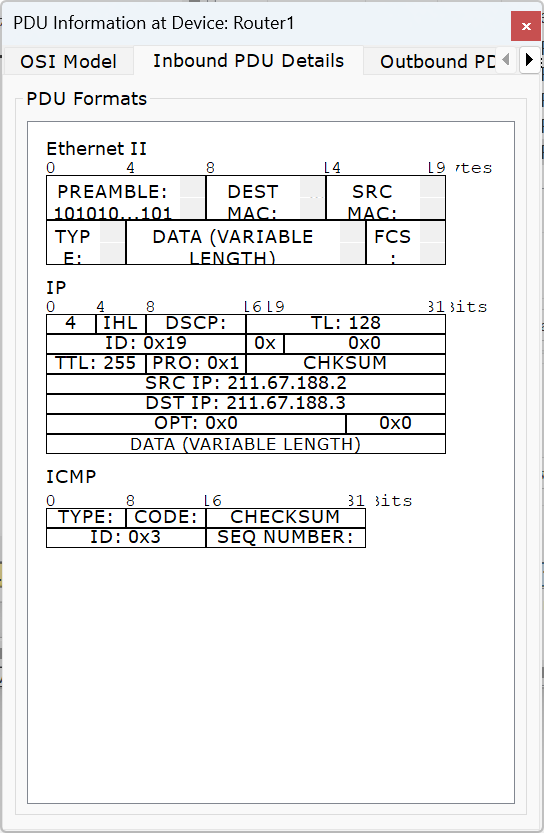 PDU Information at Device: Router1
OSI Model Inbound PDU Details Outbound PD
PDU Formats
Ethernet II
0 4 8 14 19
PREAMBLE: DEST SRC
101010...101 MAC: MAC:
TYP DATA (VARIABLE FCS
E: LENGTH) :
IP
0 4 8 16 19 31 Bits
4 IHL DSCP: TL: 128
ID: 0x19 0x 0x0
TTL: 255 PRO: 0x1 CHKSUM
SRC IP: 211.67.188.2
DST IP: 211.67.188.3
OPT: 0x0 0x0
DATA (VARIABLE LENGTH)
ICMP
0 8 16 31 Bits
TYPE: CODE: CHECKSUM
ID: 0x3 SEQ NUMBER: